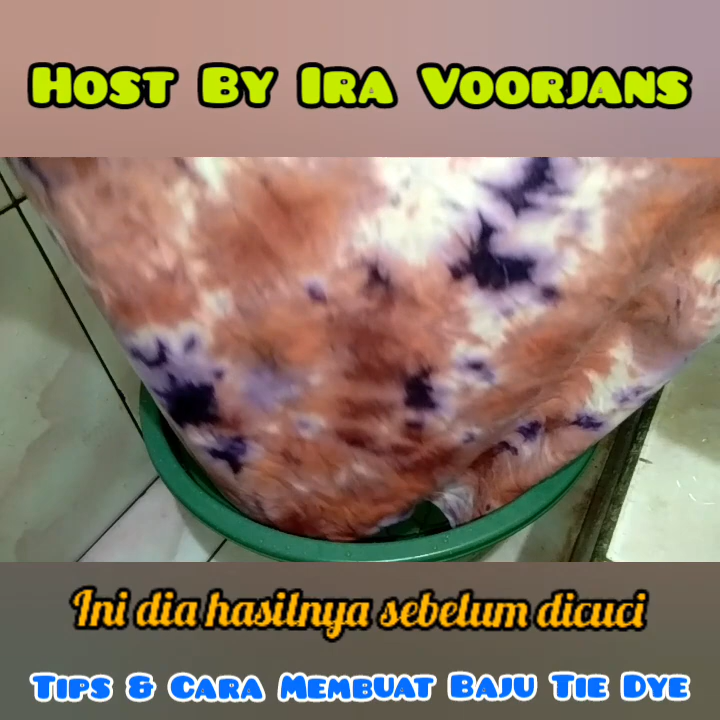 Host By Ira Voorjans
Ini dia hasilnya sebelum dicuci
Tips & Cara Membuat Baju Tie Dye